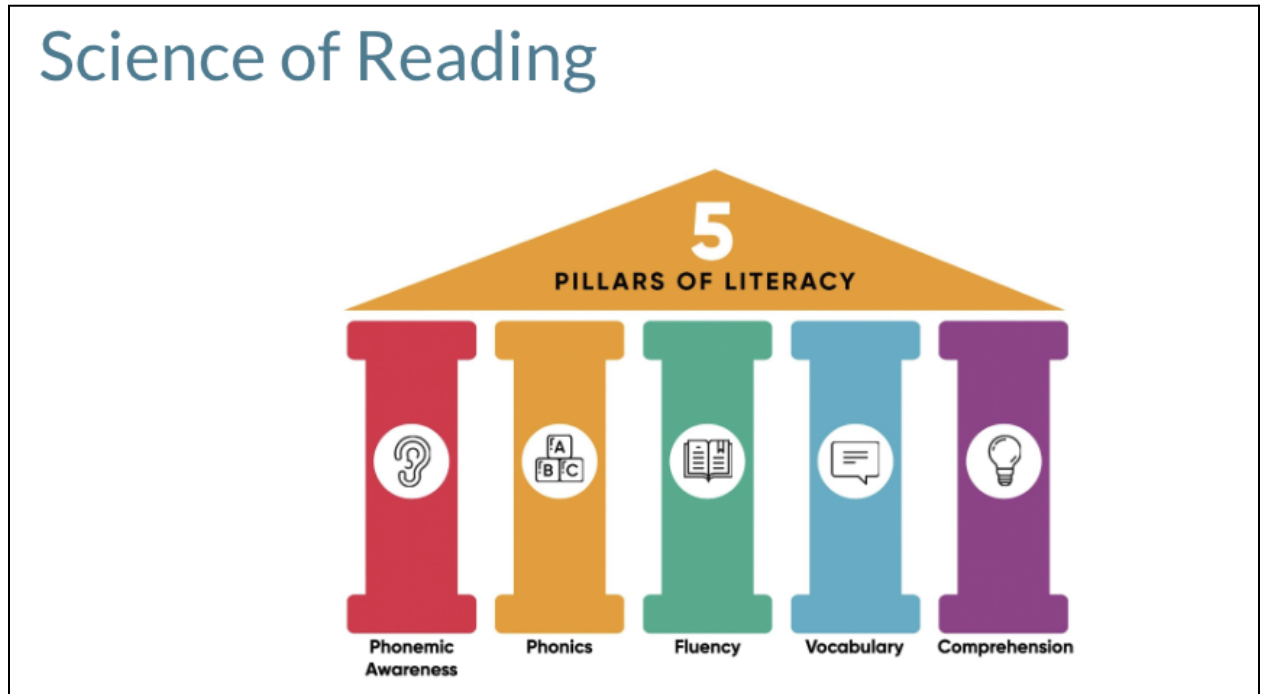 Science of Reading
5
PILLARS OF LITERACY
A
B C
Phonemic Awareness
Phonics
Fluency
Vocabulary
Comprehension